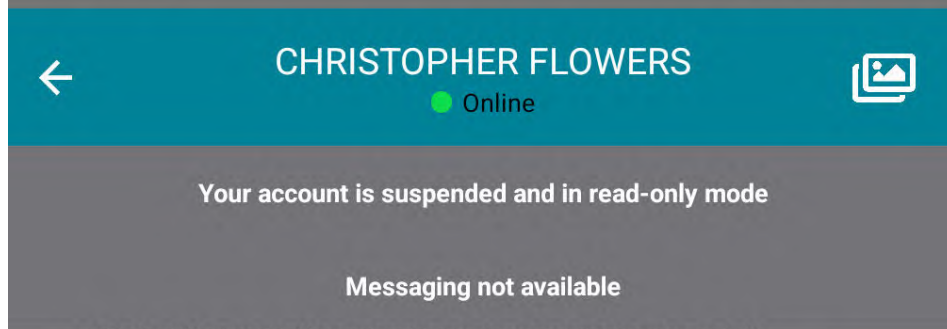 CHRISTOPHER FLOWERS
Online
Your account is suspended and in read-only mode
Messaging not available